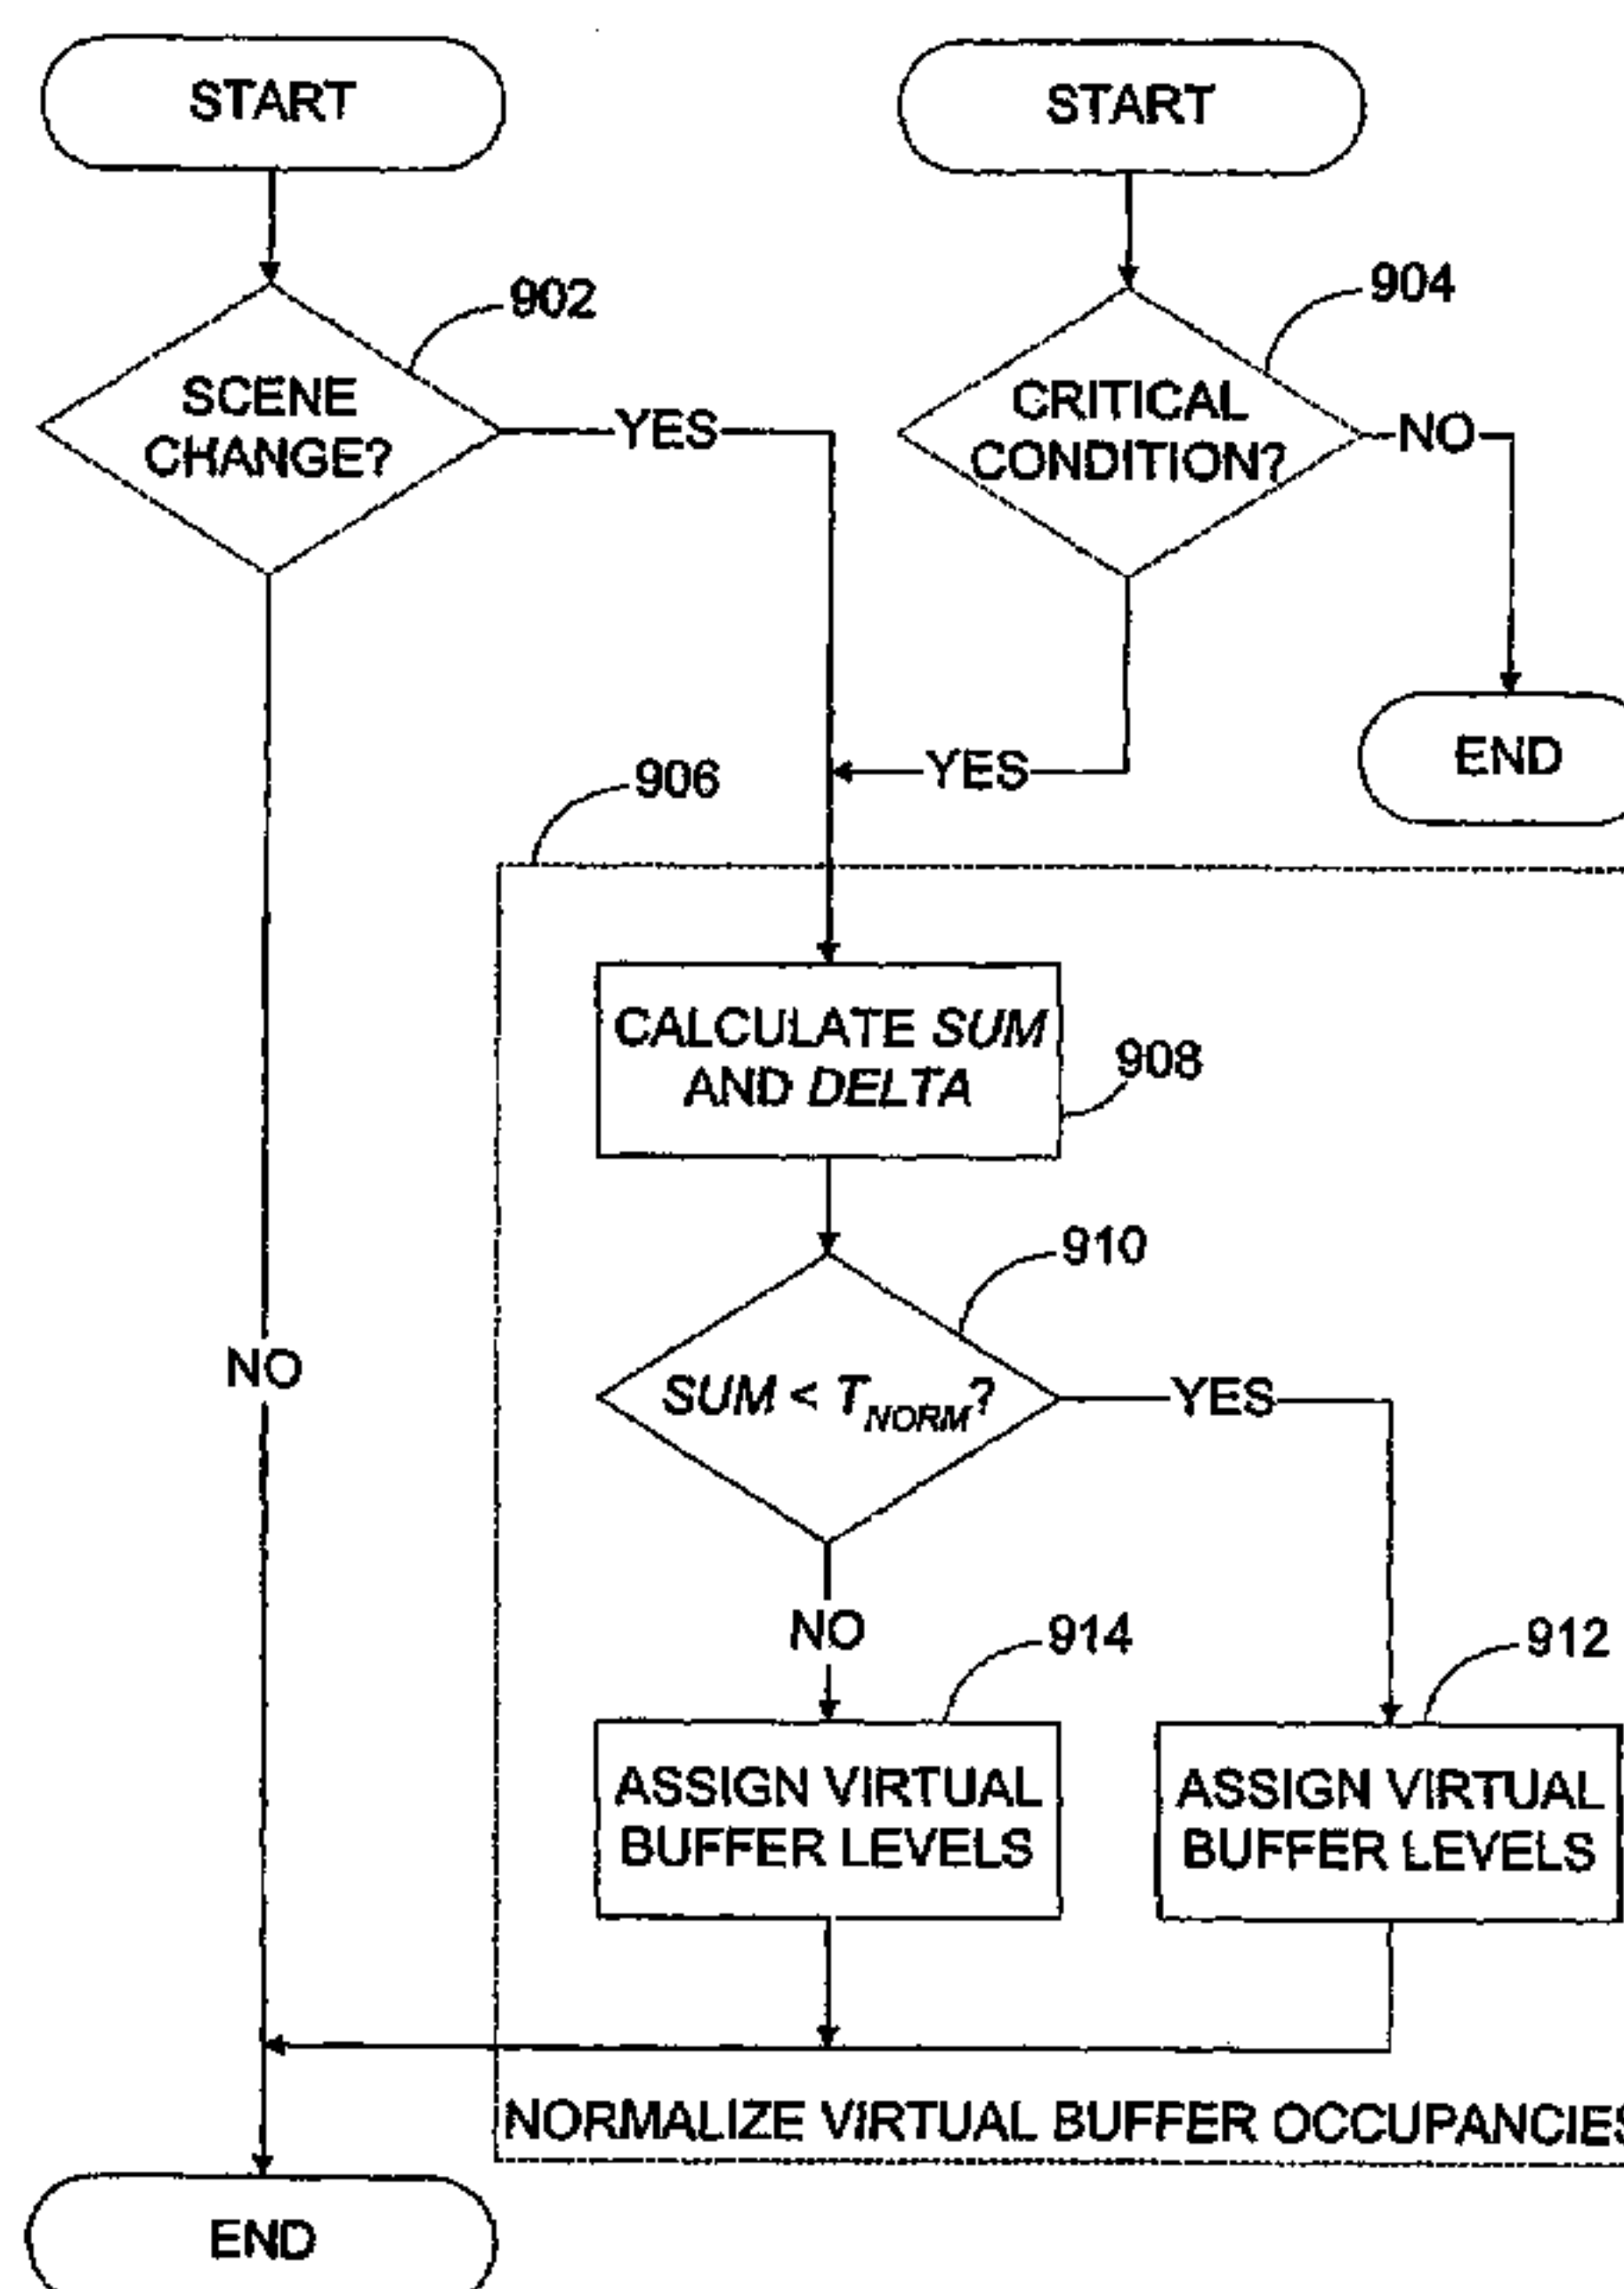 START
START
902
904
SCENE
CHANGE?
YES
CRITICAL
CONDITION?
NO
YES
END
906
CALCULATE SUM
AND DELTA
908
910
SUM < T_NORM?
YES
NO
NO
914
912
ASSIGN VIRTUAL
BUFFER LEVELS
ASSIGN VIRTUAL
BUFFER LEVELS
NORMALIZE VIRTUAL BUFFER OCCUPANCIES
END